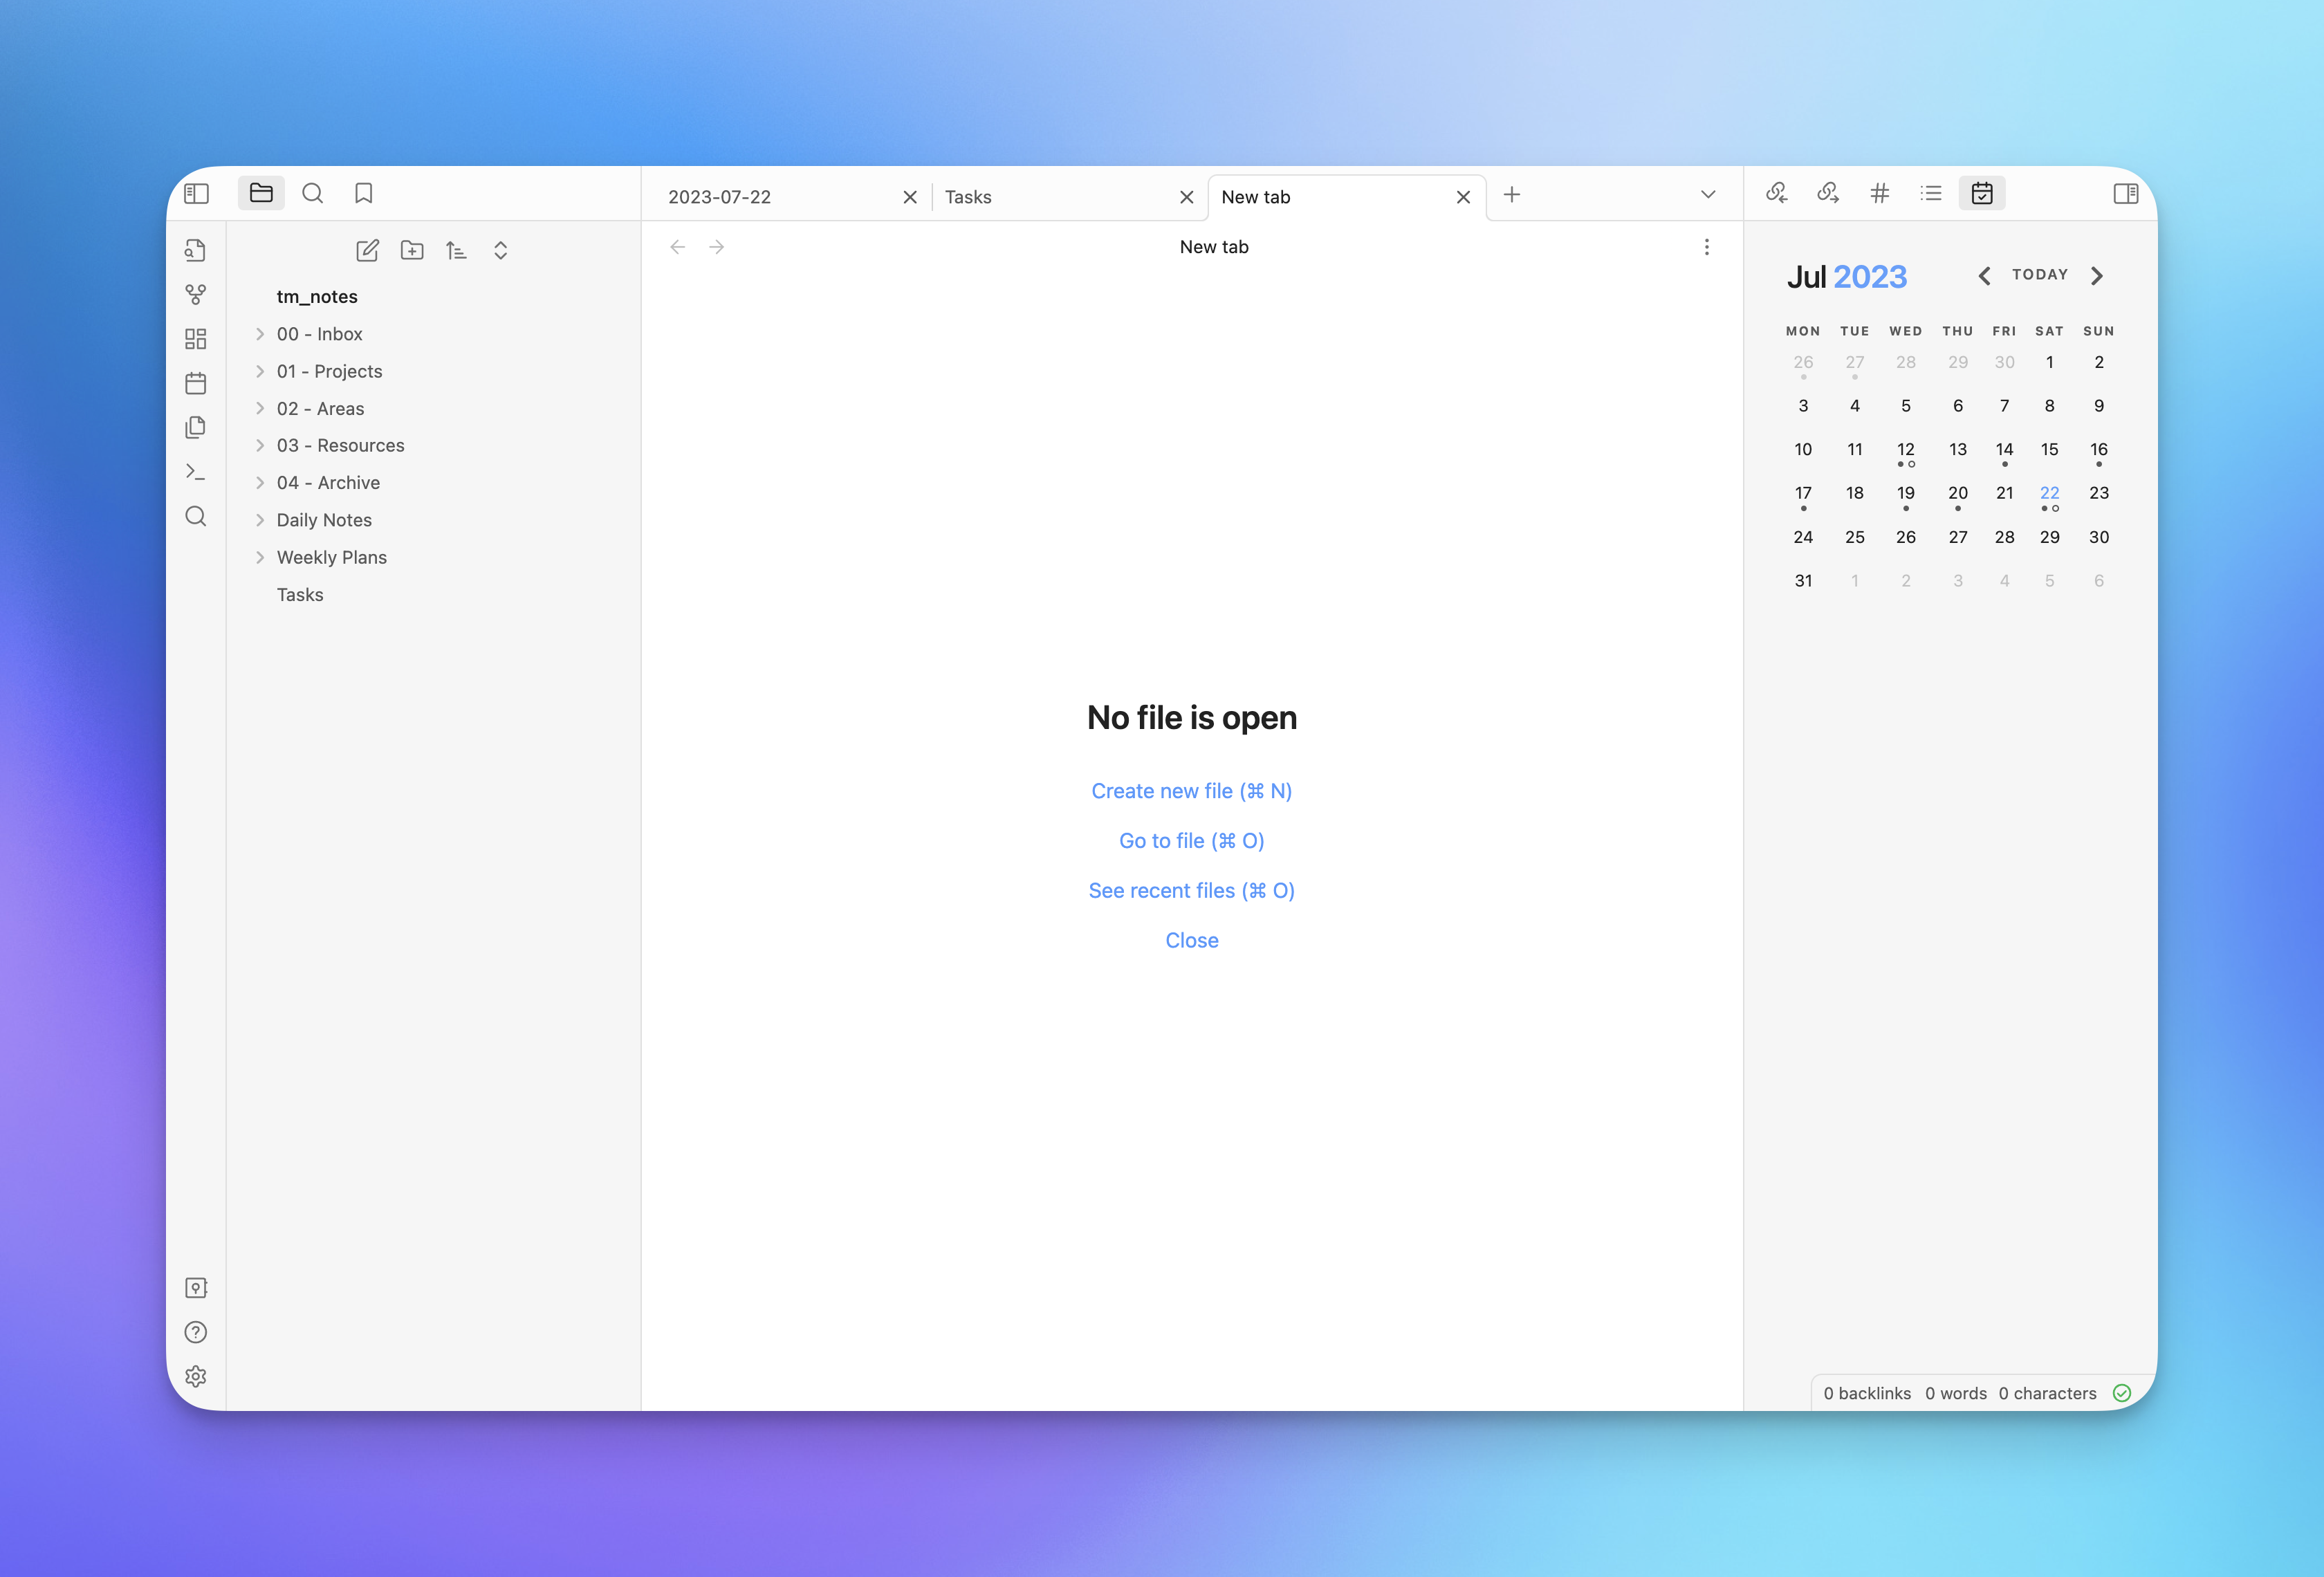 2023-07-22
Tasks
New tab
New tab
tm_notes
00 - Inbox
01 - Projects
02 - Areas
03 - Resources
04 - Archive
Daily Notes
Weekly Plans
Tasks
No file is open
Create new file (⌘ N)
Go to file (⌘ O)
See recent files (⌘ O)
Close
Jul 2023
TODAY
MON TUE WED THU FRI SAT SUN
26 27 28 29 30 1 2
3 4 5 6 7 8 9
10 11 12 13 14 15 16
17 18 19 20 21 22 23
24 25 26 27 28 29 30
31 1 2 3 4 5 6
0 backlinks 0 words 0 characters